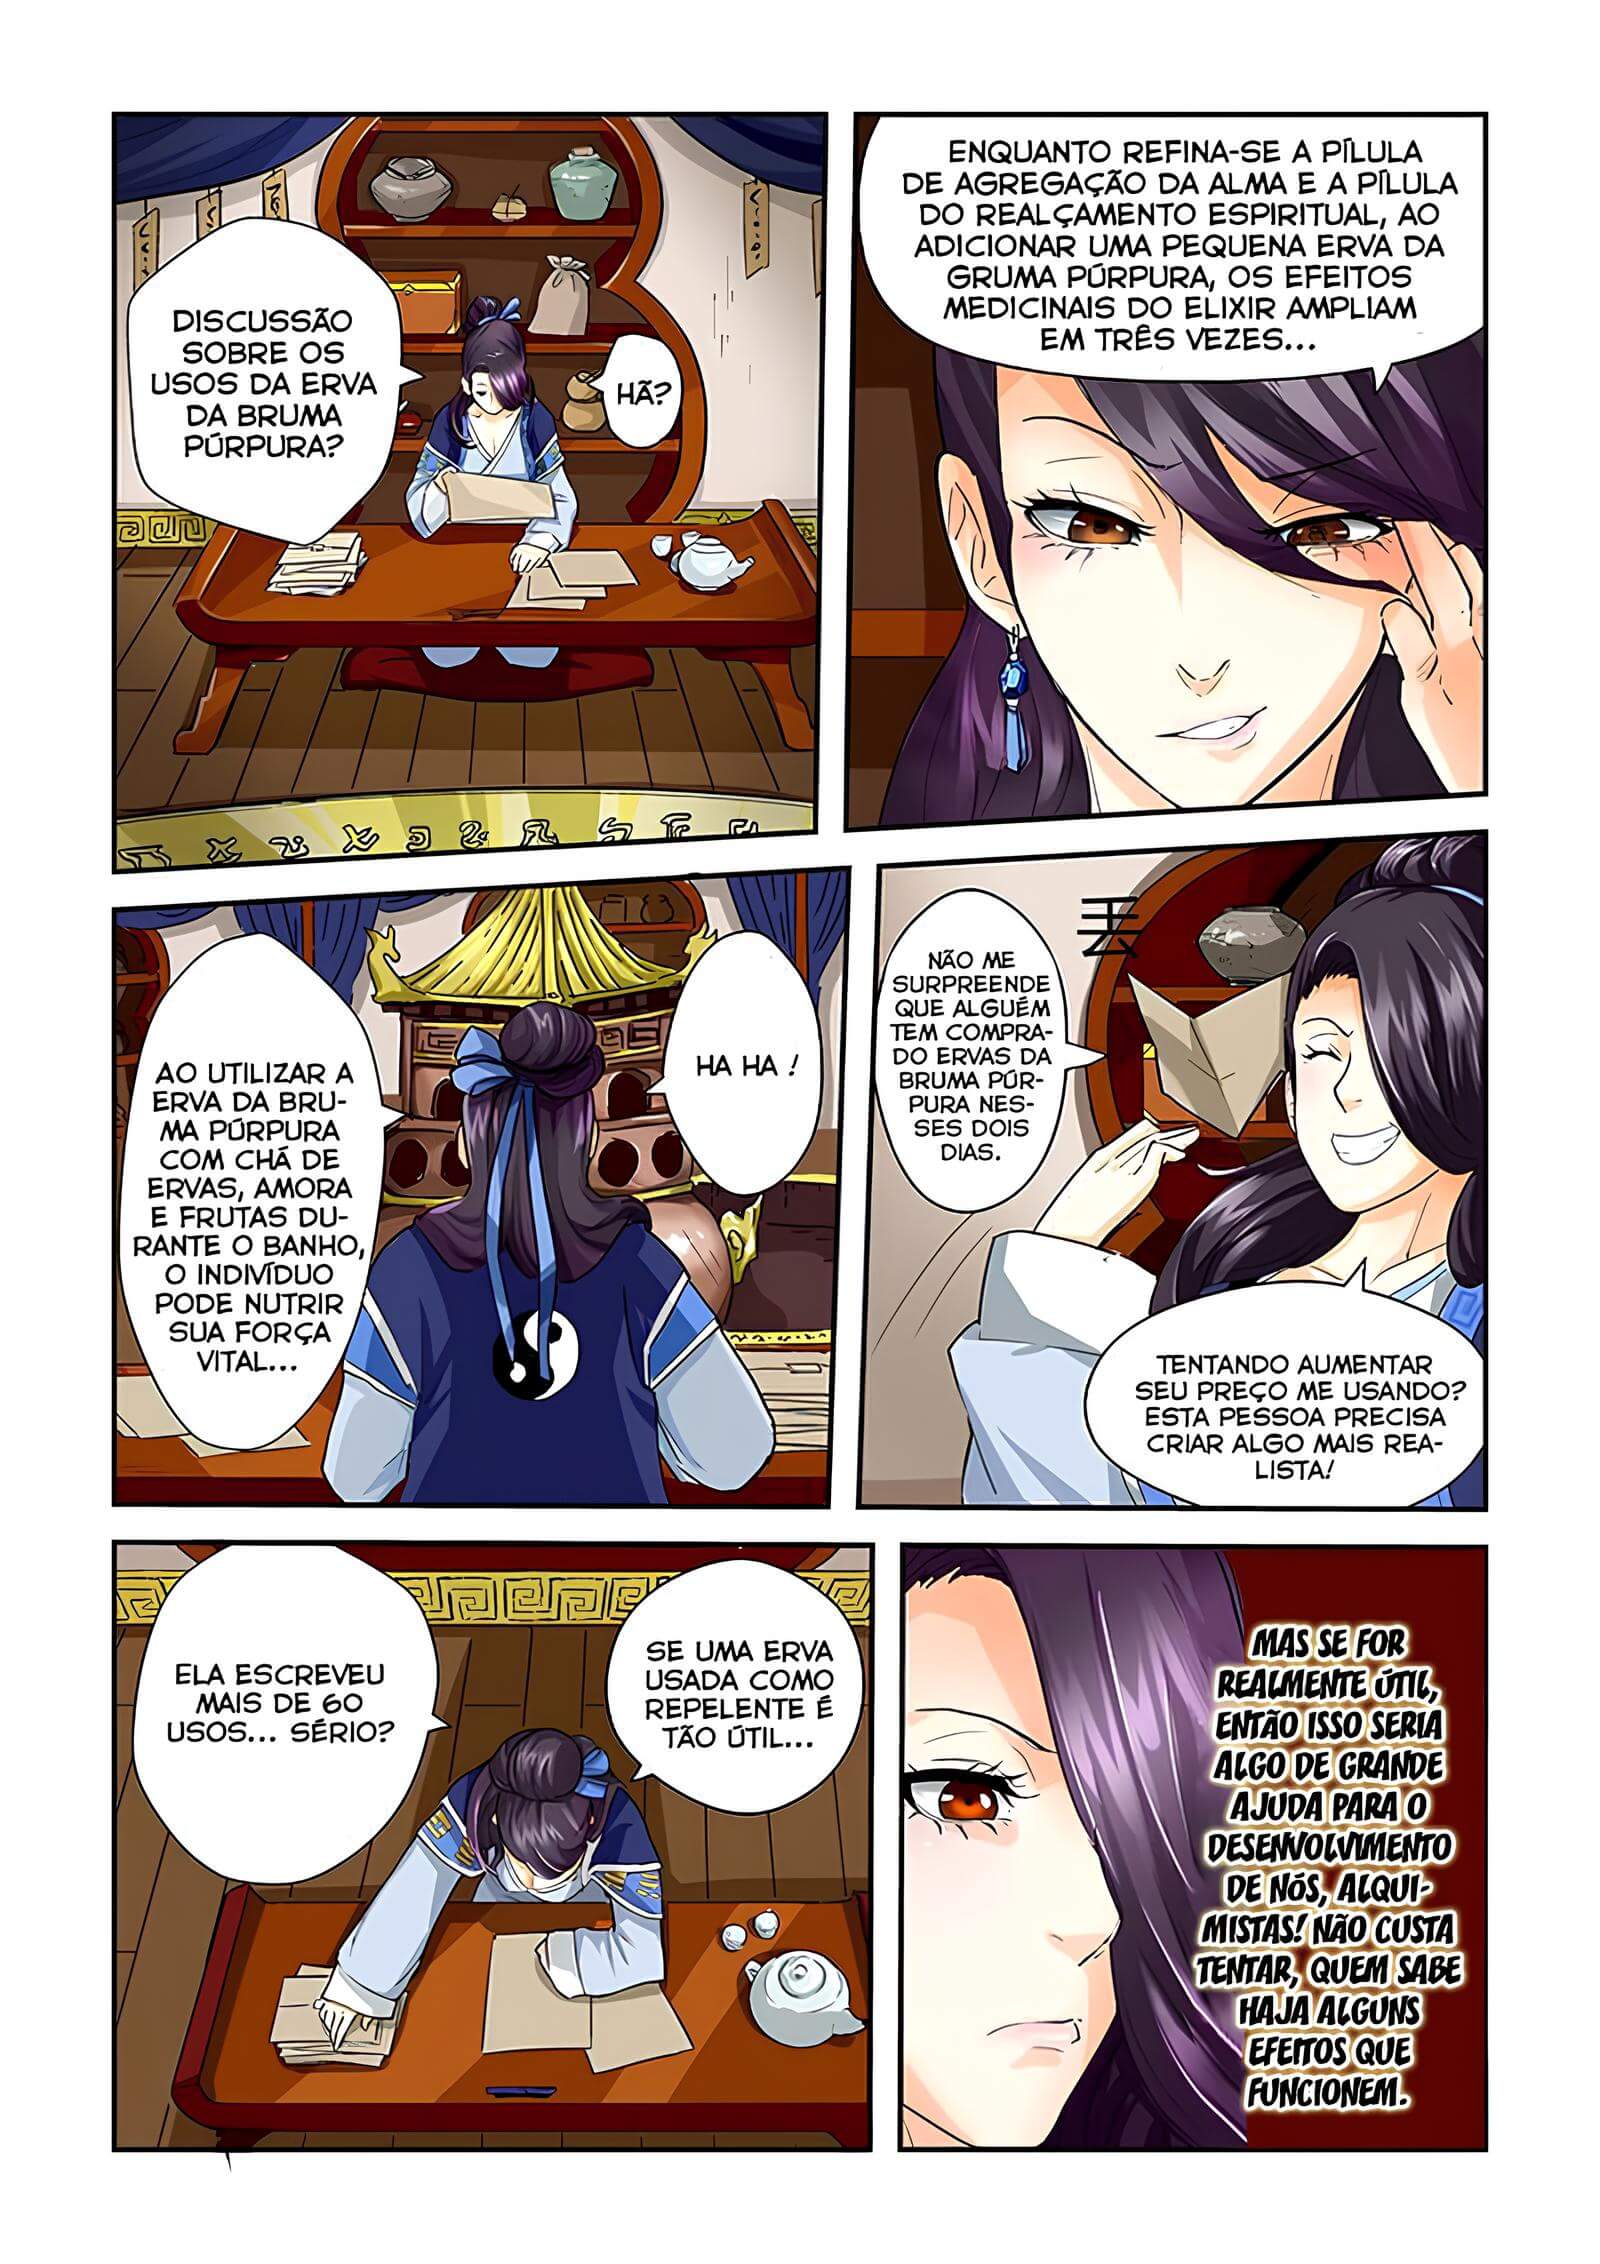 DISCUSSÃO
SOBRE OS
USOS DA ERVA
DA BRUMA
PÚRPURA?
HÃ?
ENQUANTO REFINA-SE A PÍLULA
DE AGREGAÇÃO DA ALMA E A PÍLULA
DO REALÇAMENTO ESPIRITUAL, AO
ADICIONAR UMA PEQUENA ERVA DA
GRUMA PÚRPURA, OS EFEITOS
MEDICINAIS DO ELIXIR AMPLIAM
EM TRÊS VEZES...
AO UTILIZAR A
ERVA DA BRU-
MA PÚRPURA
COM CHÁ DE
ERVAS, AMORA
E FRUTAS DU-
RANTE O BANHO,
O INDIVÍDUO
PODE NUTRIR
SUA FORÇA
VITAL...
HA HA !
NÃO ME
SURPREENDE
QUE ALGUÉM
TEM COMPRA-
DO ERVAS DA
BRUMA PÚR-
PURA NES-
SES DOIS
DIAS.
丟
TENTANDO AUMENTAR
SEU PREÇO ME USANDO?
ESTA PESSOA PRECISA
CRIAR ALGO MAIS REA-
LISTA!
ELA ESCREVEU
MAIS DE 60
USOS... SÉRIO?
SE UMA ERVA
USADA COMO
REPELENTE É
TÃO ÚTIL...
MAS SE FOR
REALMENTE ÚTIL,
ENTÃO ISSO SERIA
ALGO DE GRANDE
AJUDA PARA O
DESENVOLVIMENTO
DE NÓS, ALQUI-
MISTAS! NÃO CUSTA
TENTAR, QUEM SABE
HAJA ALGUNS
EFEITOS QUE
FUNCIONEM.